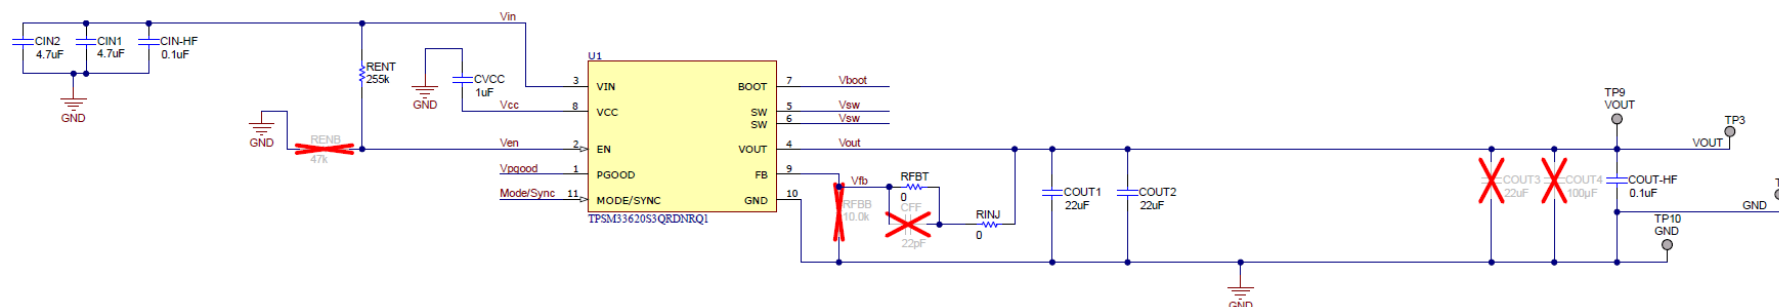 Vin
CIN2
4.7uF
CIN1
4.7uF
CIN-HF
0.1uF
GND
RENT
255k
GND
RENB
47k
GND
CVCC
1uF
Vcc
Ven
Vpgood
Mode/Sync
U1
3 VIN
8 VCC
2 EN
1 PGOOD
11 MODE/SYNC
BOOT 7
SW 5
SW 6
VOUT 4
FB 9
GND 10
TPSM33620S3QRDNRQ1
Vboot
Vsw
Vsw
Vout
Vfb
RFBB
10.0k
RFBT
0
CFF
22pF
RINJ
0
COUT1
22uF
COUT2
22uF
COUT3
22uF
COUT4
100µF
COUT-HF
0.1uF
TP9
VOUT
TP3
VOUT
GND
TP10
GND
GND